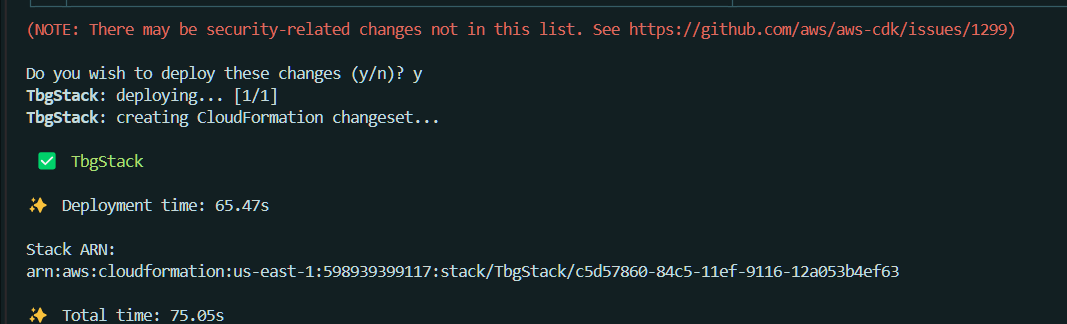 (NOTE: There may be security-related changes not in this list. See https://github.com/aws/aws-cdk/issues/1299)
Do you wish to deploy these changes (y/n)? y
TbgStack: deploying... [1/1]
TbgStack: creating CloudFormation changeset...
✅ TbgStack
✨ Deployment time: 65.47s
Stack ARN:
arn:aws:cloudformation:us-east-1:598939399117:stack/TbgStack/c5d57860-84c5-11ef-9116-12a053b4ef63
✨ Total time: 75.05s